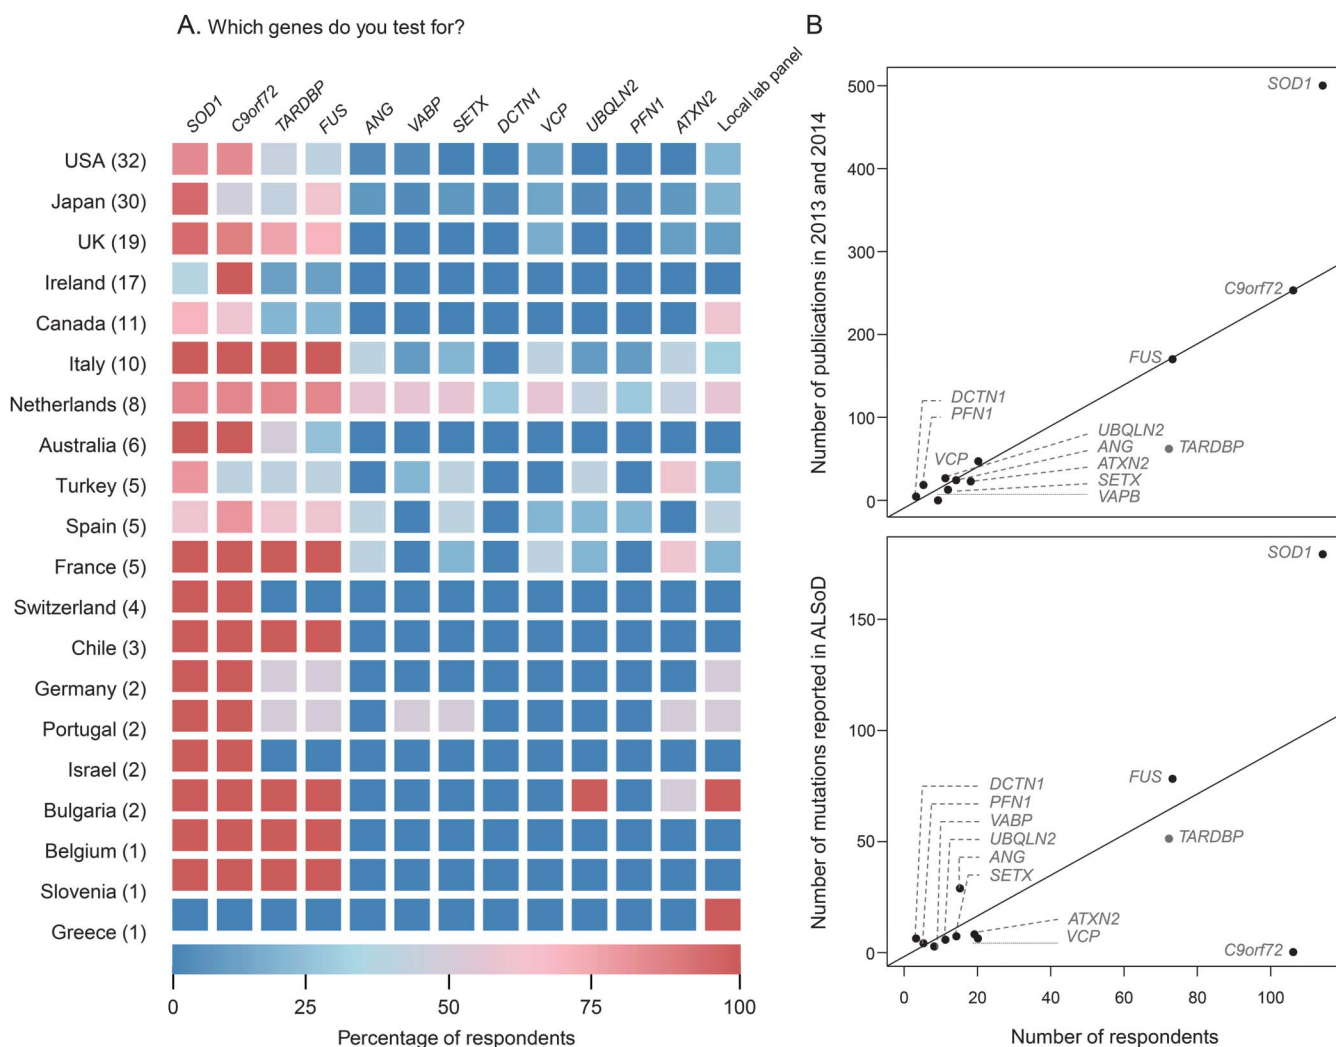 A. Which genes do you test for?
SOD1
C9orf72
TARDBP
FUS
ANG
VABP
SETX
DCTN1
VCP
UBQLN2
PFN1
ATXN2
Local lab panel
USA (32)
Japan (30)
UK (19)
Ireland (17)
Canada (11)
Italy (10)
Netherlands (8)
Australia (6)
Turkey (5)
Spain (5)
France (5)
Switzerland (4)
Chile (3)
Germany (2)
Portugal (2)
Israel (2)
Bulgaria (2)
Belgium (1)
Slovenia (1)
Greece (1)
0 25 50 75 100
Percentage of respondents
B
Number of publications in 2013 and 2014
500
400
300
200
100
0
SOD1
C9orf72
FUS
DCTN1
PFN1
UBQLN2
ANG
TARDBP
VCP
ATXN2
SETX
VAPB
Number of mutations reported in ALSoD
150
100
50
0
SOD1
FUS
DCTN1
PFN1
VABP
UBQLN2
TARDBP
ANG
SETX
ATXN2
VCP
C9orf72
0 20 40 60 80 100
Number of respondents